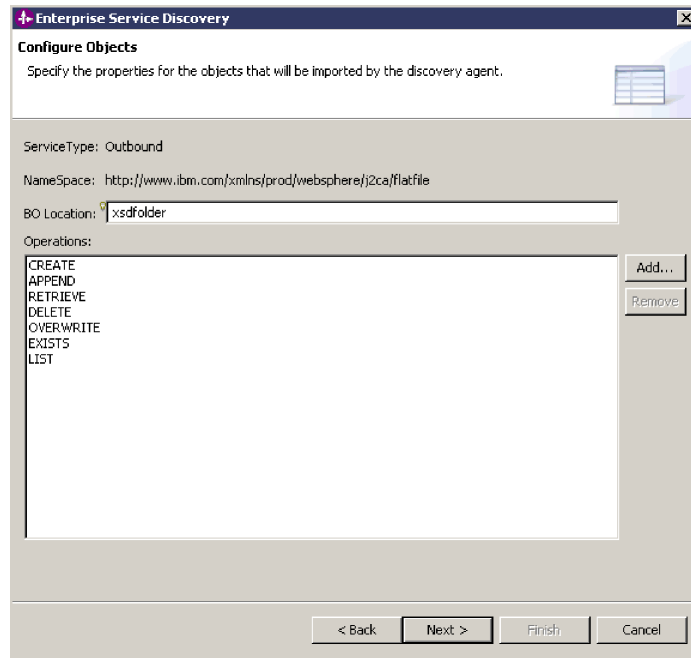 Enterprise Service Discovery
Configure Objects
Specify the properties for the objects that will be imported by the discovery agent.
ServiceType: Outbound
NameSpace: http://www.ibm.com/xmlns/prod/websphere/j2ca/flatfile
BO Location: xsdfolder
Operations:
CREATE
APPEND
RETRIEVE
DELETE
OVERWRITE
EXISTS
LIST
Add...
Remove
< Back Next > Finish Cancel